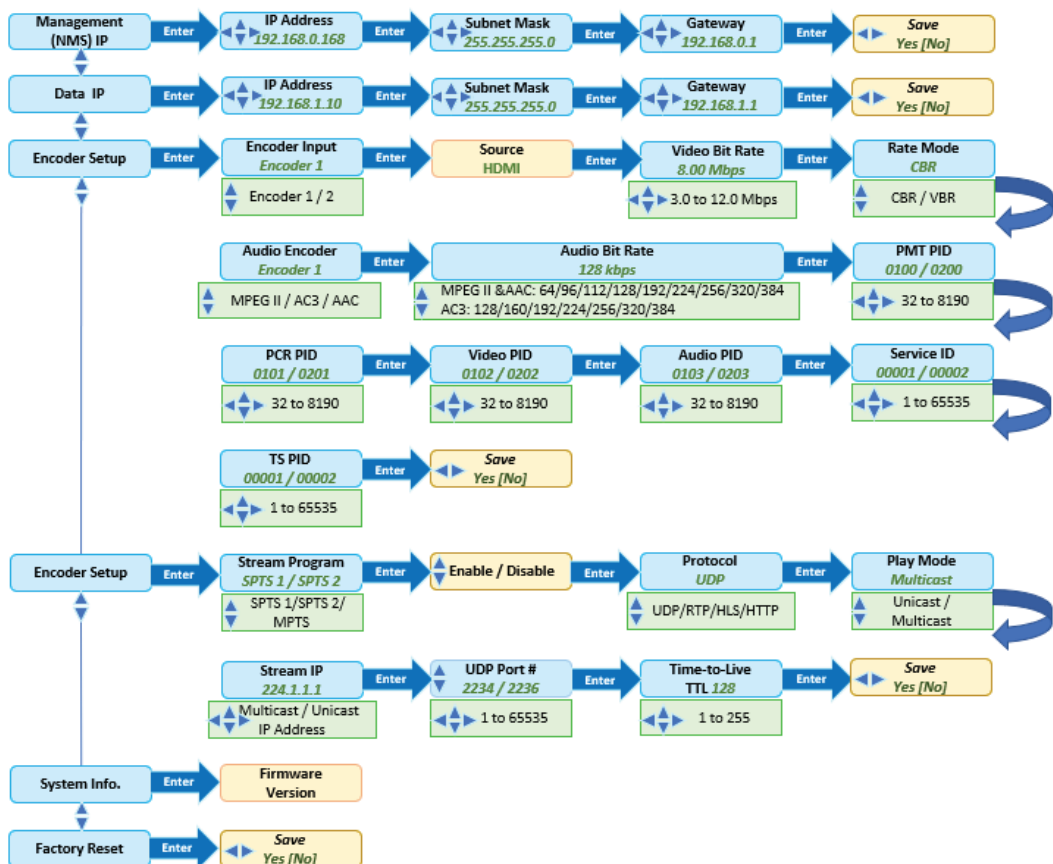 Management
(NMS) IP
Enter
IP Address
192.168.0.168
Enter
Subnet Mask
255.255.255.0
Enter
Gateway
192.168.0.1
Enter
Save
Yes [No]
Data IP
Enter
IP Address
192.168.1.10
Enter
Subnet Mask
255.255.255.0
Enter
Gateway
192.168.1.1
Enter
Save
Yes [No]
Encoder Setup
Enter
Encoder Input
Encoder 1
Encoder 1 / 2
Enter
Source
HDMI
Enter
Video Bit Rate
8.00 Mbps
3.0 to 12.0 Mbps
Enter
Rate Mode
CBR
CBR / VBR
Audio Encoder
Encoder 1
MPEG II / AC3 / AAC
Enter
Audio Bit Rate
128 kbps
MPEG II &AAC: 64/96/112/128/192/224/256/320/384
AC3: 128/160/192/224/256/320/384
Enter
PMT PID
0100 / 0200
32 to 8190
PCR PID
0101 / 0201
32 to 8190
Enter
Video PID
0102 / 0202
32 to 8190
Enter
Audio PID
0103 / 0203
32 to 8190
Enter
Service ID
00001 / 00002
1 to 65535
TS PID
00001 / 00002
1 to 65535
Enter
Save
Yes [No]
Encoder Setup
Enter
Stream Program
SPTS 1 / SPTS 2
SPTS 1/SPTS 2/
MPTS
Enter
Enable / Disable
Enter
Protocol
UDP
UDP/RTP/HLS/HTTP
Enter
Play Mode
Multicast
Unicast /
Multicast
Stream IP
224.1.1.1
Multicast / Unicast
IP Address
Enter
UDP Port #
2234 / 2236
1 to 65535
Enter
Time-to-Live
TTL 128
1 to 255
Enter
Save
Yes [No]
System Info.
Enter
Firmware
Version
Factory Reset
Enter
Save
Yes [No]